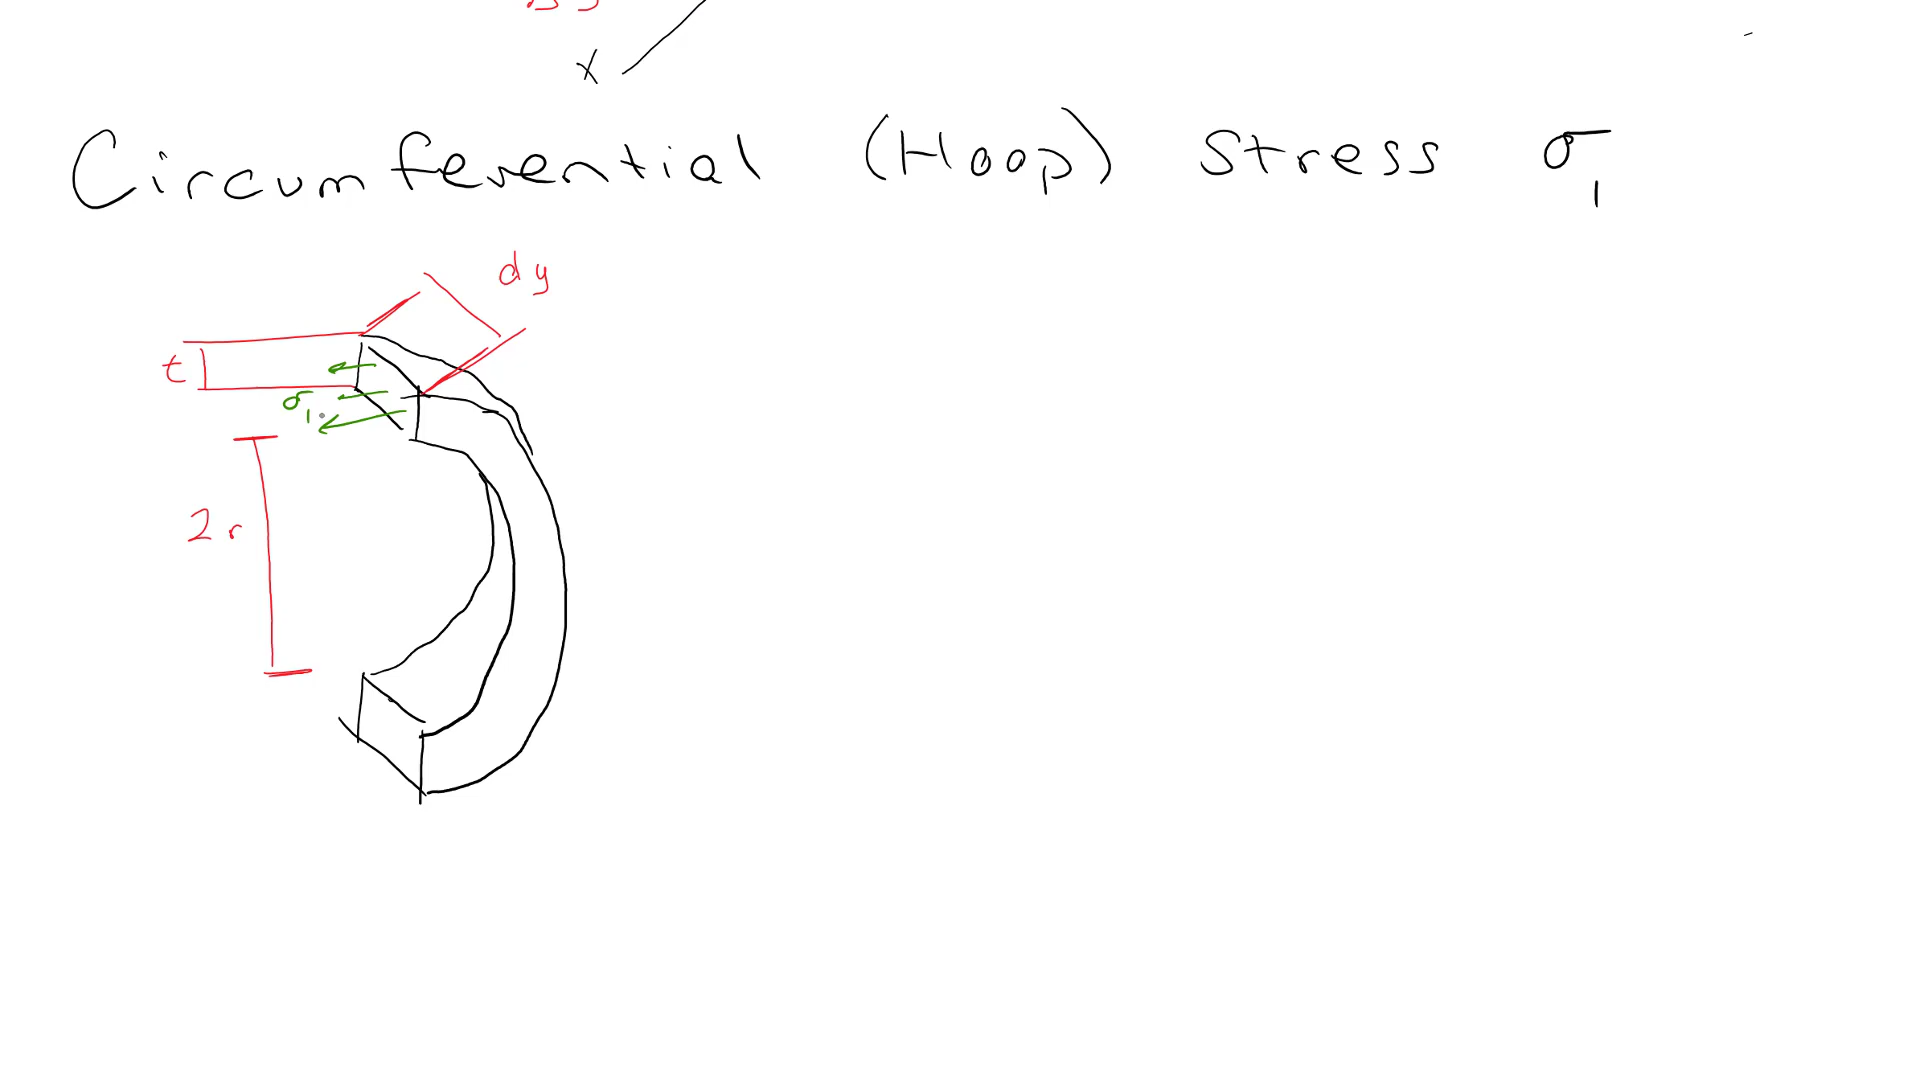 x
Circumferential (Hoop) Stress σ₁
dy
t
σ₁
2r